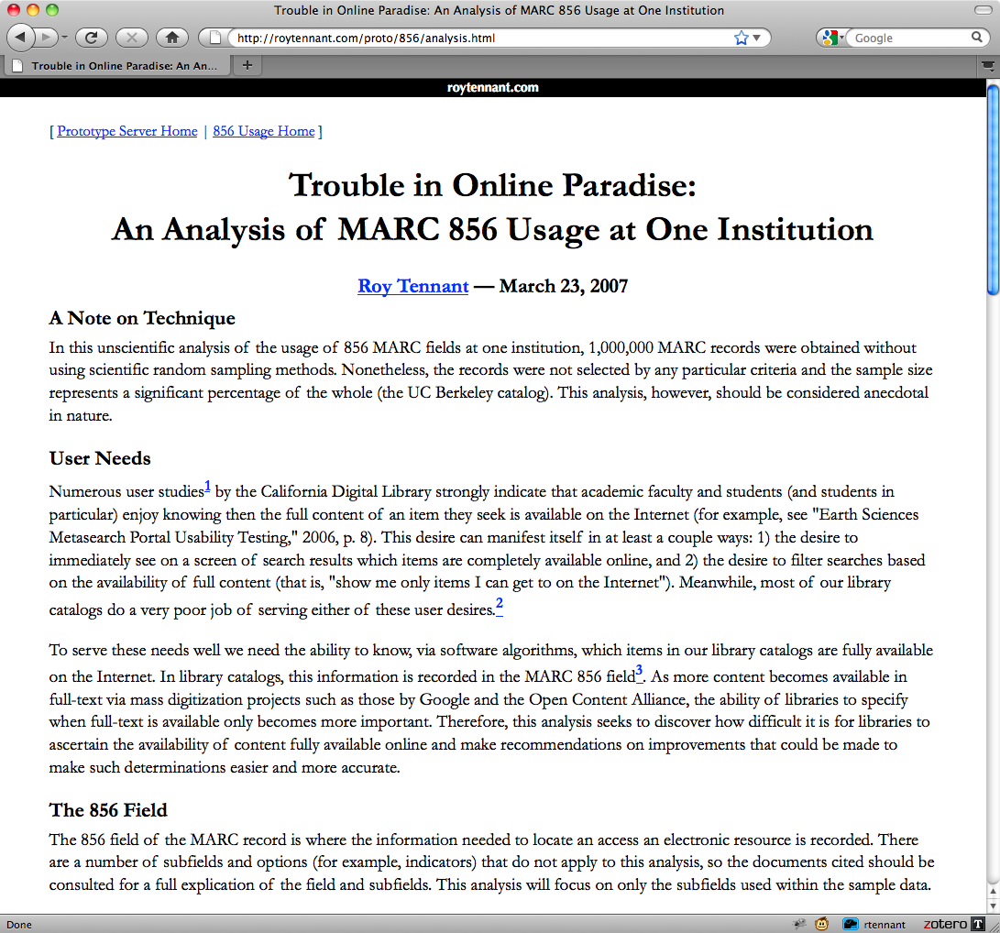 Trouble in Online Paradise: An Analysis of MARC 856 Usage at One Institution
http://roytennant.com/proto/856/analysis.html
Google
Trouble in Online Paradise: An An...
roytennant.com
[ Prototype Server Home | 856 Usage Home ]
Trouble in Online Paradise:
An Analysis of MARC 856 Usage at One Institution
Roy Tennant — March 23, 2007
A Note on Technique
In this unscientific analysis of the usage of 856 MARC fields at one institution, 1,000,000 MARC records were obtained without
using scientific random sampling methods. Nonetheless, the records were not selected by any particular criteria and the sample size
represents a significant percentage of the whole (the UC Berkeley catalog). This analysis, however, should be considered anecdotal
in nature.
User Needs
Numerous user studies1 by the California Digital Library strongly indicate that academic faculty and students (and students in
particular) enjoy knowing then the full content of an item they seek is available on the Internet (for example, see "Earth Sciences
Metasearch Portal Usability Testing," 2006, p. 8). This desire can manifest itself in at least a couple ways: 1) the desire to
immediately see on a screen of search results which items are completely available online, and 2) the desire to filter searches based
on the availability of full content (that is, "show me only items I can get to on the Internet"). Meanwhile, most of our library
catalogs do a very poor job of serving either of these user desires.2
To serve these needs well we need the ability to know, via software algorithms, which items in our library catalogs are fully available
on the Internet. In library catalogs, this information is recorded in the MARC 856 field3. As more content becomes available in
full-text via mass digitization projects such as those by Google and the Open Content Alliance, the ability of libraries to specify
when full-text is available only becomes more important. Therefore, this analysis seeks to discover how difficult it is for libraries to
ascertain the availability of content fully available online and make recommendations on improvements that could be made to
make such determinations easier and more accurate.
The 856 Field
The 856 field of the MARC record is where the information needed to locate an access an electronic resource is recorded. There
are a number of subfields and options (for example, indicators) that do not apply to this analysis, so the documents cited should be
consulted for a full explication of the field and subfields. This analysis will focus on only the subfields used within the sample data.
Done
rtennant
zotero T